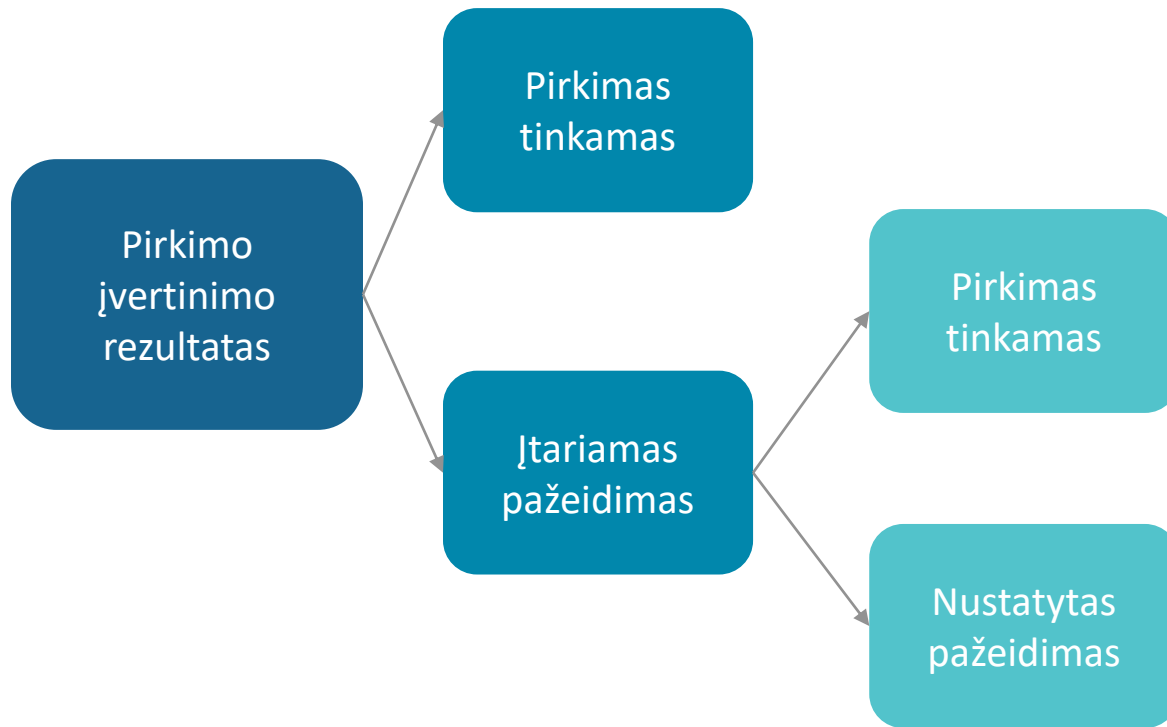 Pirkimo
įvertinimo
rezultatas
Pirkimas
tinkamas
Įtariamas
pažeidimas
Pirkimas
tinkamas
Nustatytas
pažeidimas